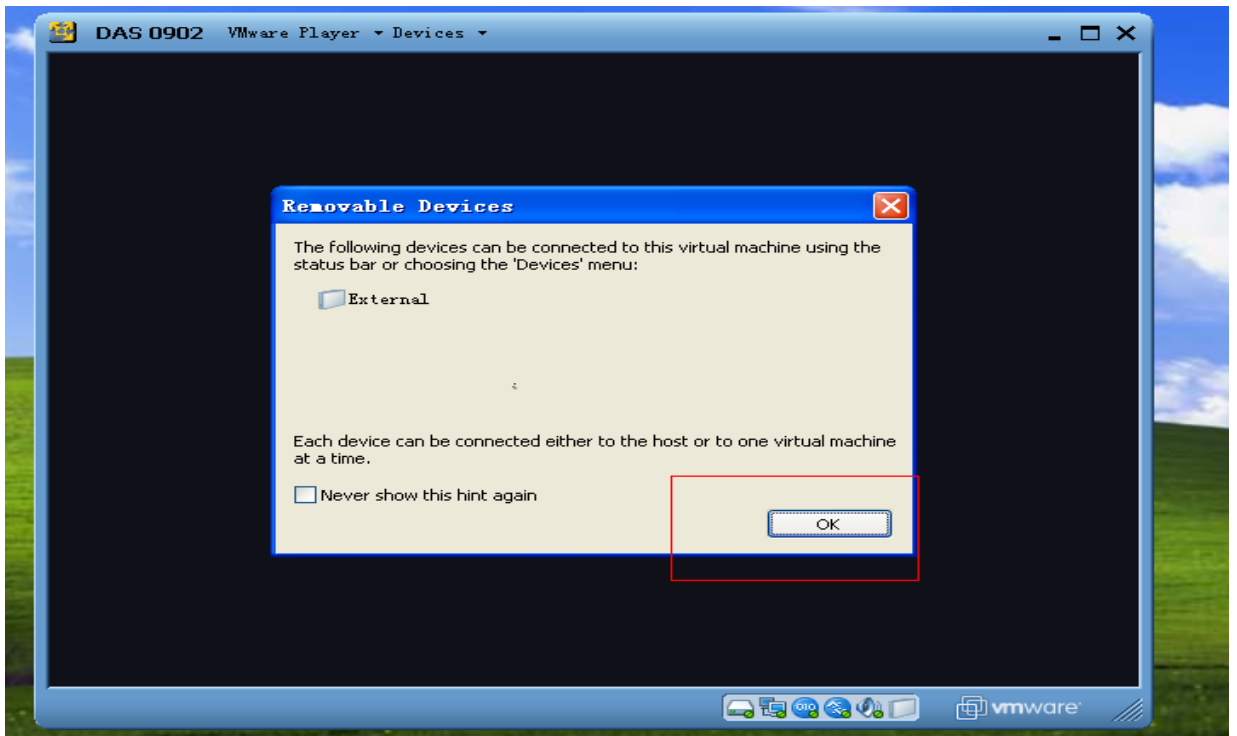 DAS 0902 VMware Player Devices
Removable Devices
The following devices can be connected to this virtual machine using the
status bar or choosing the 'Devices' menu:
External
Each device can be connected either to the host or to one virtual machine
at a time.
Never show this hint again
OK
vmware